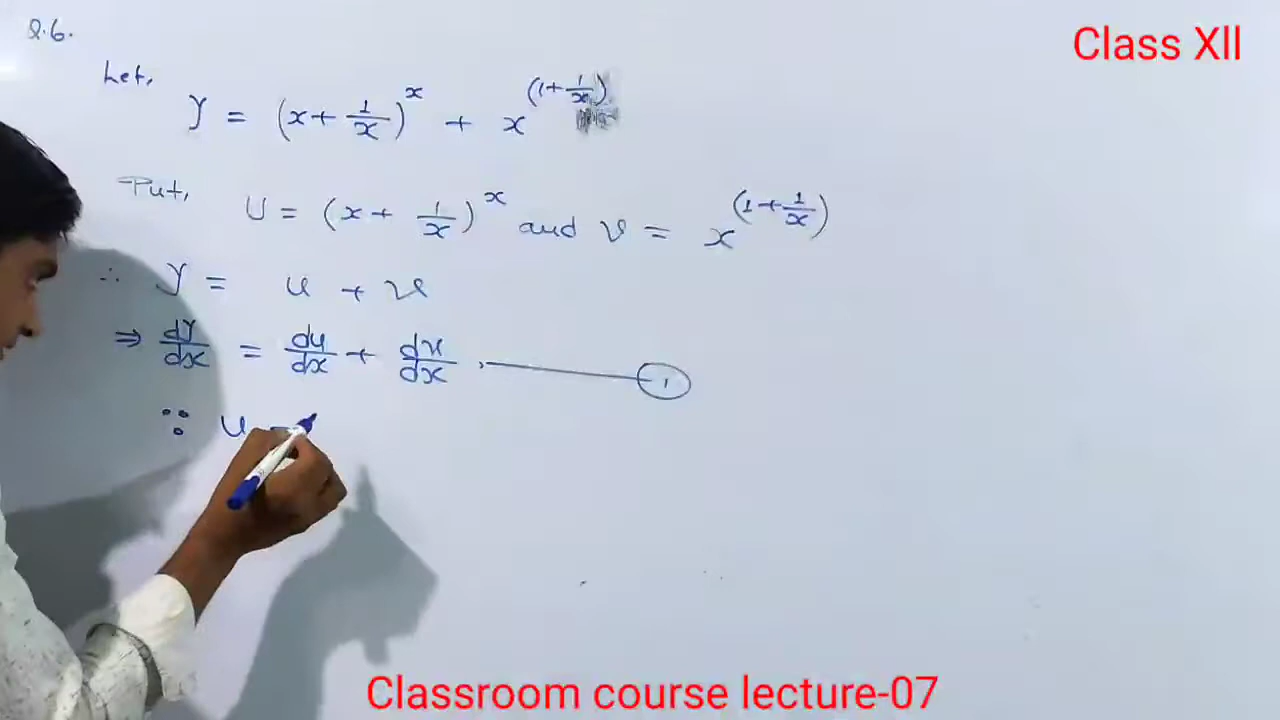 Q.6.
Class XII
Let,
y = (x + 1/x)^x + x^(1 + 1/x)
Put, U = (x + 1/x)^x and v = x^(1 + 1/x)
∴ y = u + v
⇒ dy/dx = du/dx + dv/dx, ——— ①
∵ u =
Classroom course lecture-07